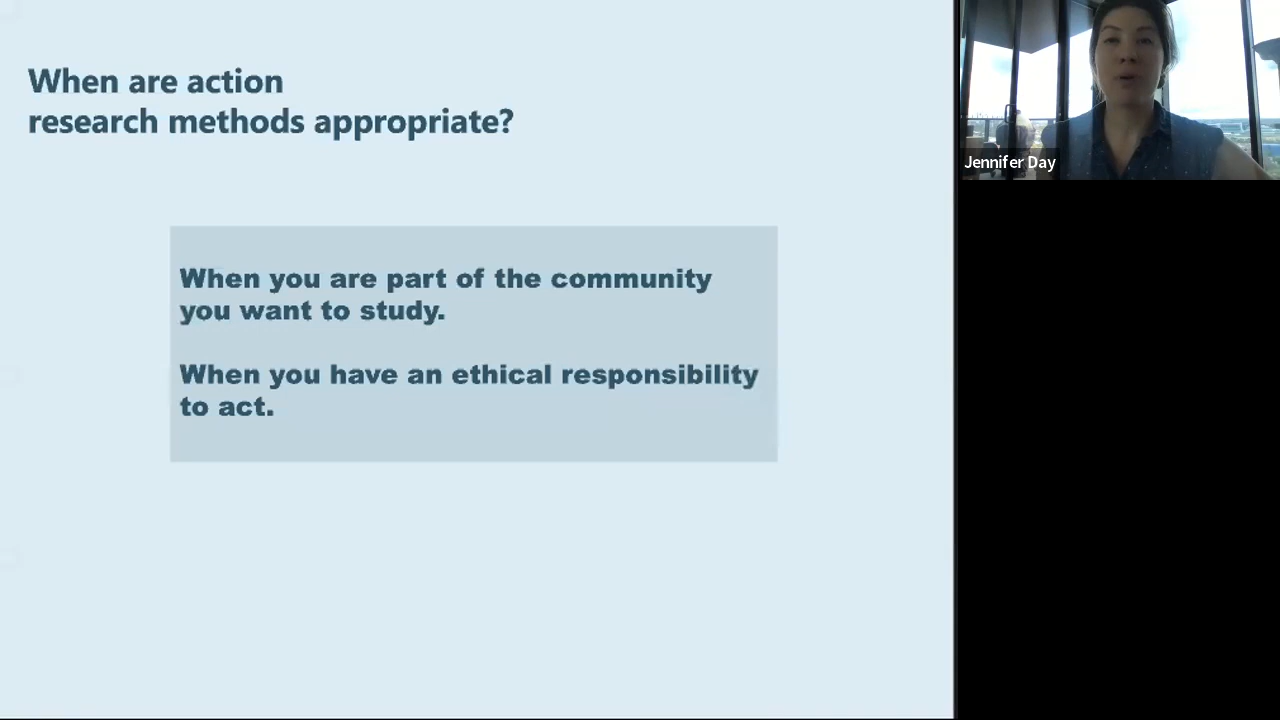 When are action
research methods appropriate?
When you are part of the community
you want to study.
When you have an ethical responsibility
to act.
Jennifer Day